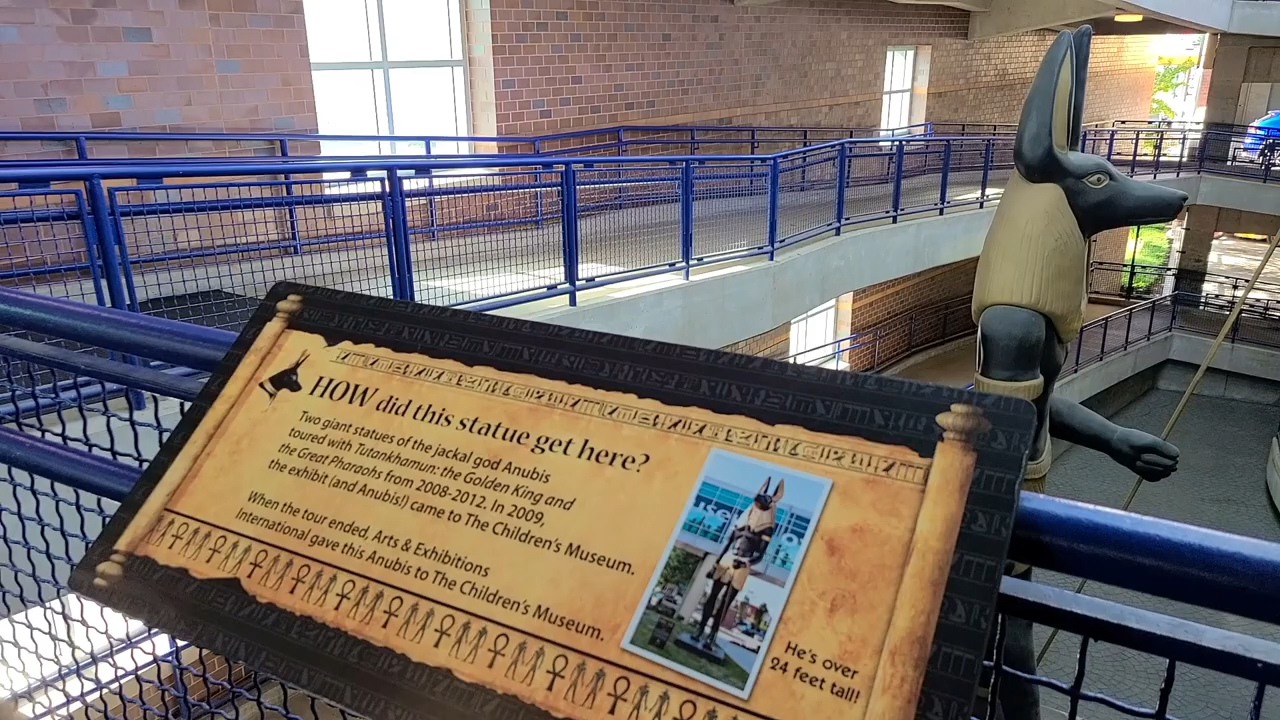 HOW did this statue get here?
Two giant statues of the jackal god Anubis
toured with Tutankhamun: the Golden King and
the Great Pharaohs from 2008-2012. In 2009,
the exhibit (and Anubis!) came to The Children's Museum.
When the tour ended, Arts & Exhibitions
International gave this Anubis to The Children's Museum.
He's over
24 feet tall!